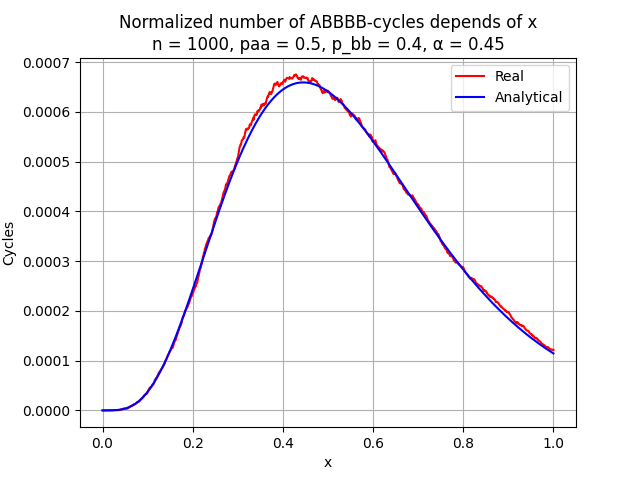 Normalized number of ABBBB-cycles depends of x
n = 1000, paa = 0.5, p_bb = 0.4, α = 0.45
Real
Analytical
Cycles
0.0007
0.0006
0.0005
0.0004
0.0003
0.0002
0.0001
0.0000
0.0 0.2 0.4 0.6 0.8 1.0
x